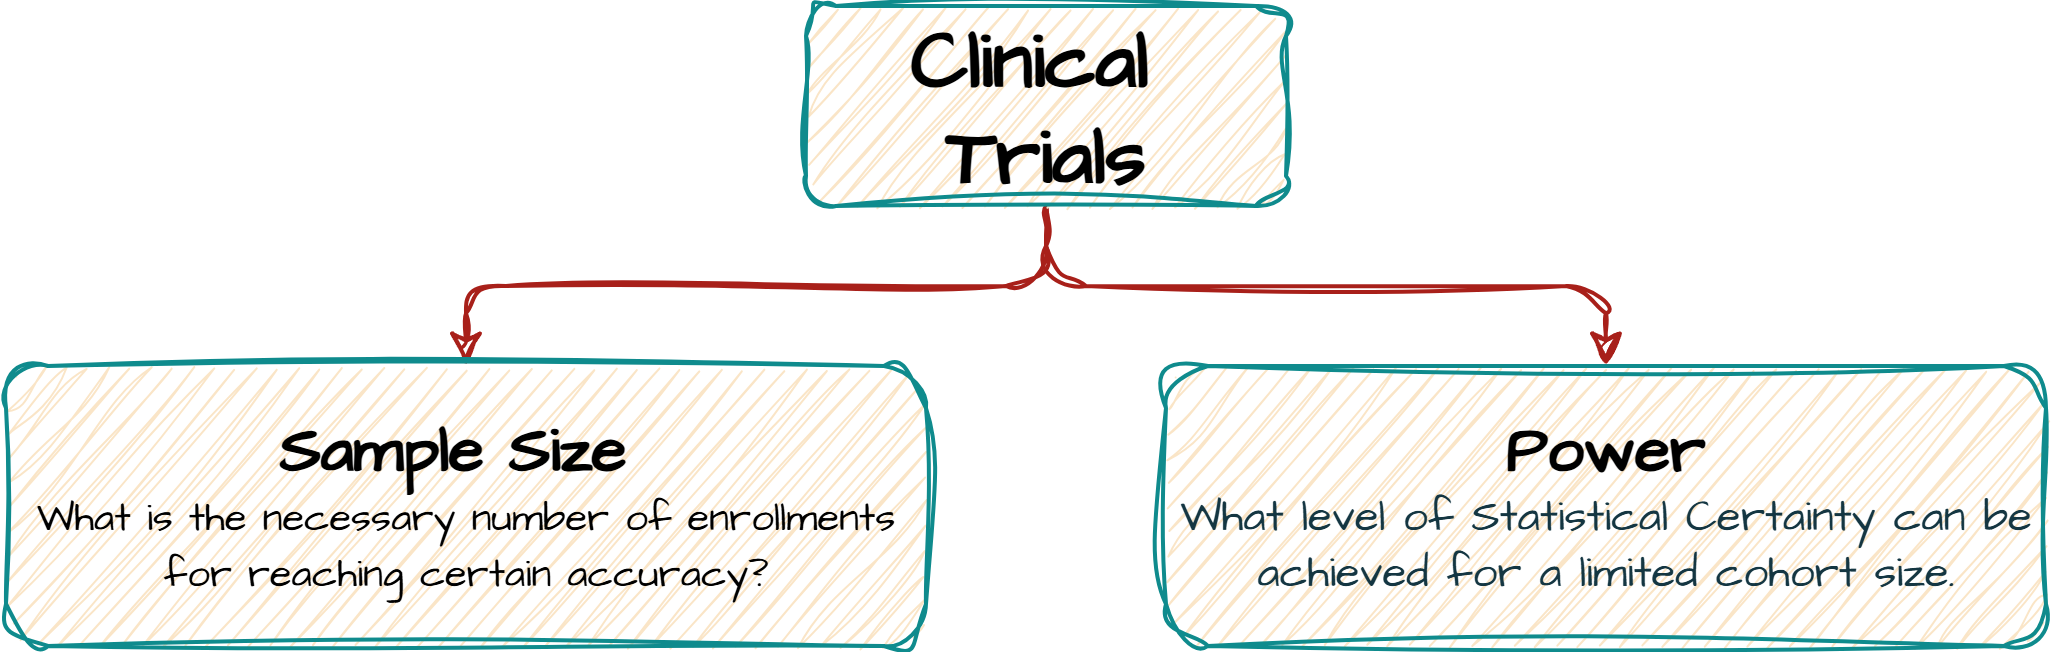 Clinical
Trials
Sample Size
What is the necessary number of enrollments
for reaching certain accuracy?
Power
What level of Statistical Certainty can be
achieved for a limited cohort size.